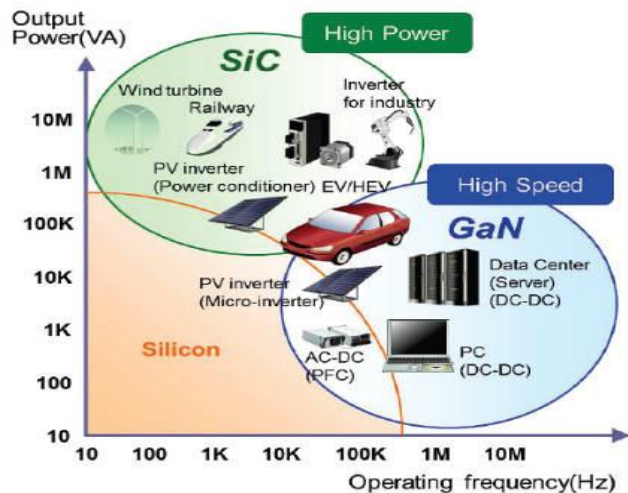 Output
Power(VA)
High Power
SiC
Wind turbine
Railway
Inverter
for industry
PV inverter
(Power conditioner)
EV/HEV
High Speed
GaN
PV inverter
(Micro-inverter)
Data Center
(Server)
(DC-DC)
Silicon
AC-DC
(PFC)
PC
(DC-DC)
10M
1M
100K
10K
1K
100
10
10 100 1K 10K 100K 1M 10M
Operating frequency(Hz)